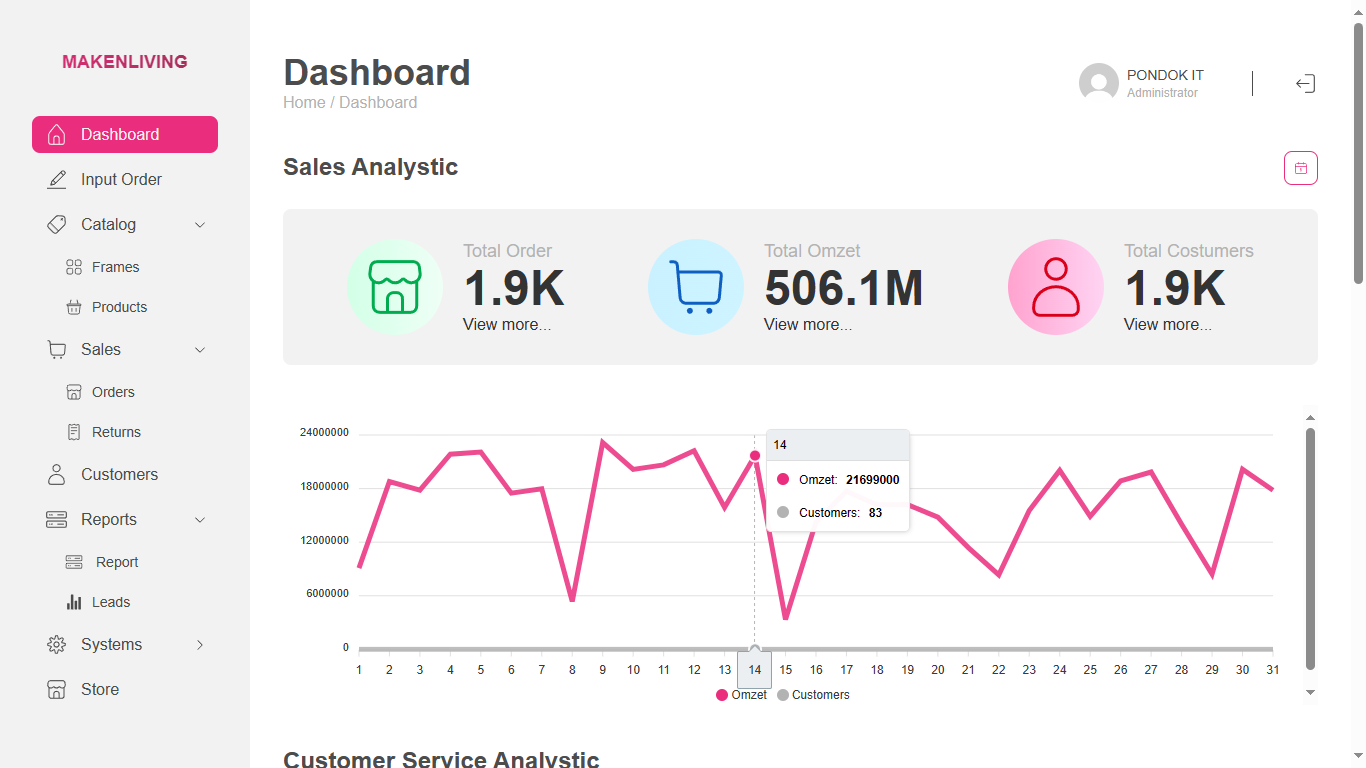 MAKENLIVING
Dashboard
Input Order
Catalog
Frames
Products
Sales
Orders
Returns
Customers
Reports
Report
Leads
Systems
Store
Dashboard
Home / Dashboard
PONDOK IT
Administrator
Sales Analystic
Total Order
1.9K
View more...
Total Omzet
506.1M
View more...
Total Costumers
1.9K
View more...
24000000
18000000
12000000
6000000
0
14
Omzet: 21699000
Customers: 83
1 2 3 4 5 6 7 8 9 10 11 12 13 14 15 16 17 18 19 20 21 22 23 24 25 26 27 28 29 30 31
Omzet Customers
Customer Service Analystic